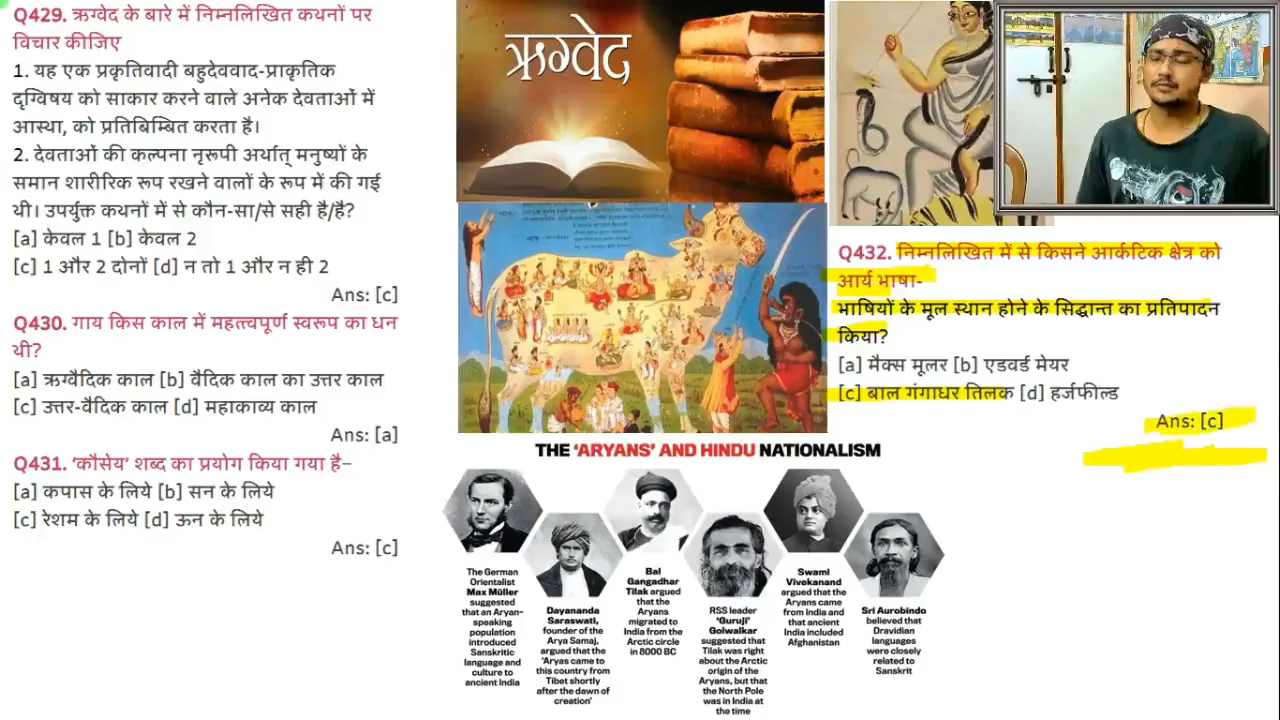 Q429. ऋग्वेद के बारे में निम्नलिखित कथनों पर
विचार कीजिए
1. यह एक प्रकृतिवादी बहुदेववाद-प्राकृतिक
दृग्विषय को साकार करने वाले अनेक देवताओं में
आस्था, को प्रतिबिम्बित करता है।
2. देवताओं की कल्पना नृरूपी अर्थात् मनुष्यों के
समान शारीरिक रूप रखने वालों के रूप में की गई
थी। उपर्युक्त कथनों में से कौन-सा/से सही है/है?
[a] केवल 1 [b] केवल 2
[c] 1 और 2 दोनों [d] न ता 1 और न ही 2
Ans: [c]
Q430. गाय किस काल में महत्त्वपूर्ण स्वरूप का धन
थी?
[a] ऋग्वैदिक काल [b] वैदिक काल का उत्तर काल
[c] उत्तर-वैदिक काल [d] महाकाव्य काल
Ans: [a]
Q431. ‘कौसेय’ शब्द का प्रयोग किया गया है–
[a] कपास के लिये [b] सन के लिये
[c] रेशम के लिये [d] ऊन के लिये
Ans: [c]
ऋग्वेद
Q432. निम्नलिखित में से किसने आर्कटिक क्षेत्र को
आर्य भाषा-
भाषियों के मूल स्थान होने के सिद्धान्त का प्रतिपादन
किया?
[a] मैक्स मूलर [b] एडवर्ड मेयर
[c] बाल गंगाधर तिलक [d] हर्जफील्ड
Ans: [c]
THE ‘ARYANS’ AND HINDU NATIONALISM
The German
Orientalist
Max Müller
suggested
that an Aryan-
speaking
population
introduced
Sanskritic
language and
culture to
ancient India
Dayananda
Saraswati,
founder of the
Arya Samaj,
argued that the
‘Aryas came to
this country from
Tibet shortly
after the dawn of
creation’
Bal
Gangadhar
Tilak argued
that the
Aryans
migrated to
India from the
Arctic circle
in 8000 BC
RSS leader
‘Guruji’
Golwalkar
suggested that
Tilak was right
about the Arctic
origin of the
Aryans, but that
the North Pole
was in India at
the time
Swami
Vivekanand
argued that the
Aryans came
from India and
that ancient
India included
Afghanistan
Sri Aurobindo
believed that
Dravidian
languages
were closely
related to
Sanskrit